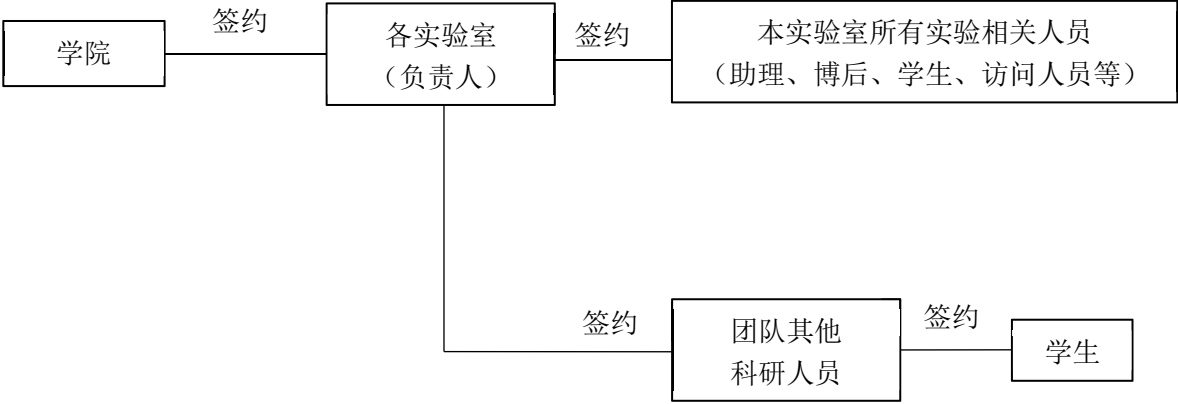 学院
签约
各实验室
（负责人）
签约
本实验室所有实验相关人员
（助理、博后、学生、访问人员等）
签约
团队其他
科研人员
签约
学生